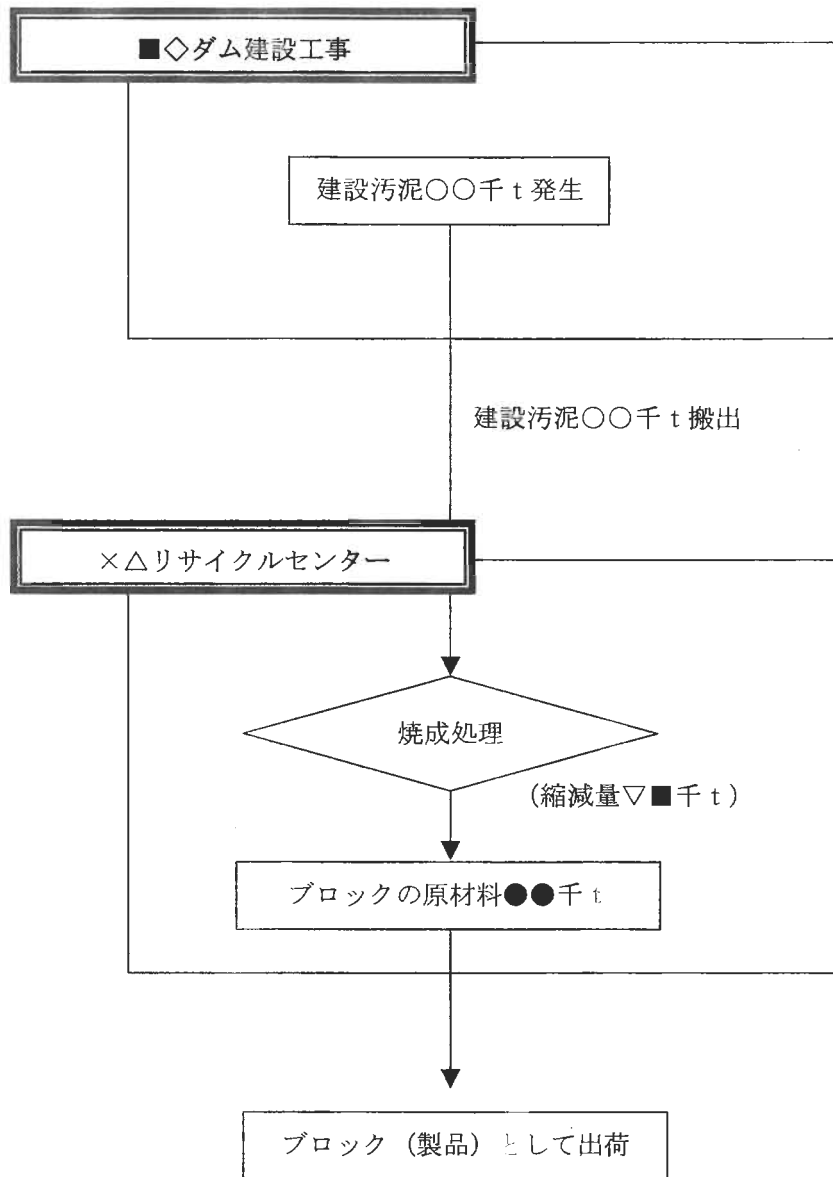 ■◇ダム建設工事
建設汚泥○○千t発生
建設汚泥○○千t搬出
×△リサイクルセンター
焼成処理
(縮減量▽■千t)
ブロックの原材料●●千t
ブロック(製品)として出荷